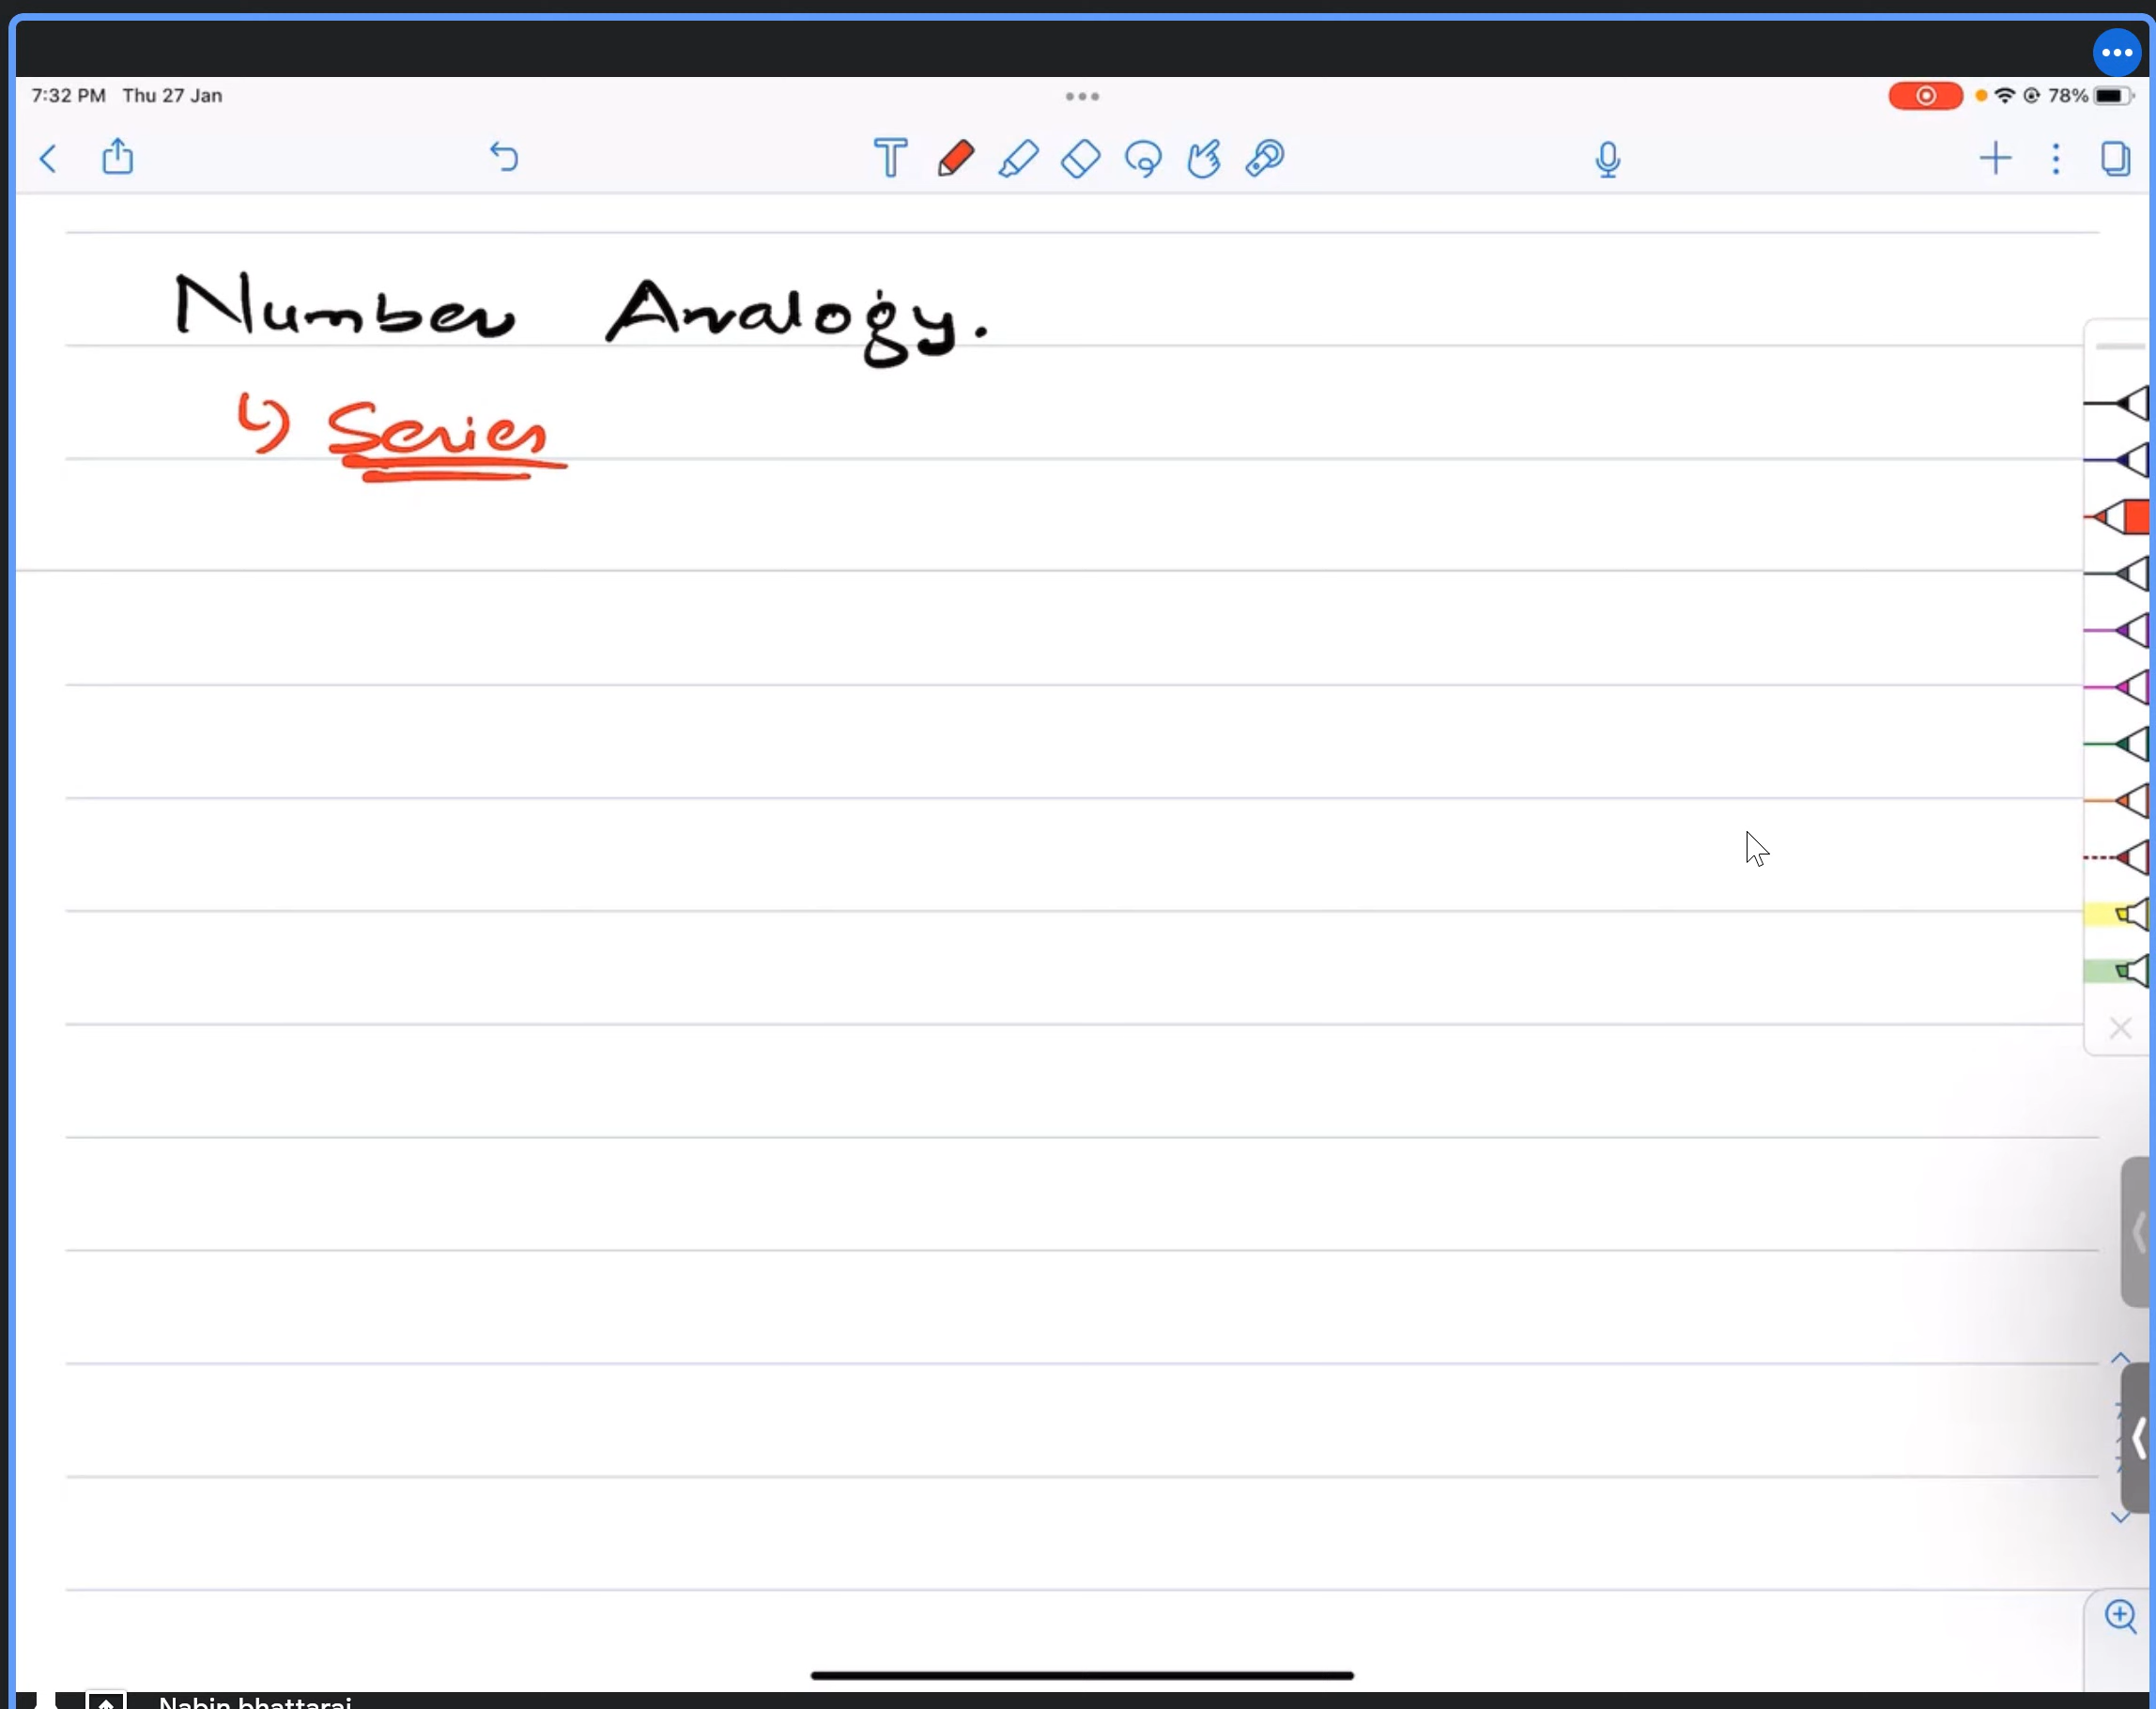 7:32 PM Thu 27 Jan
78%
T
Number Analogy.
↳ Series
Nabin bhattarai